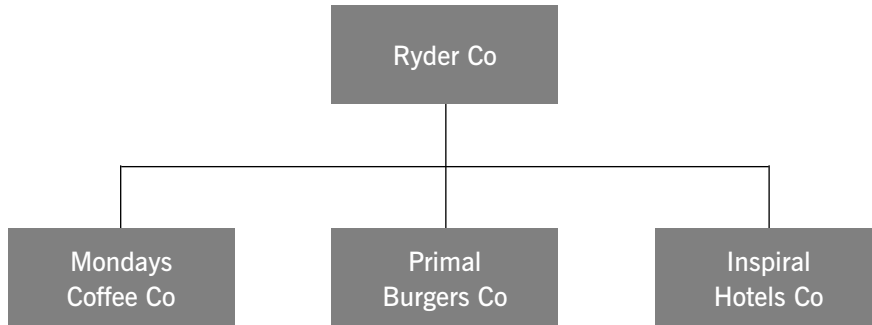 Ryder Co
Mondays
Coffee Co
Primal
Burgers Co
Inspiral
Hotels Co